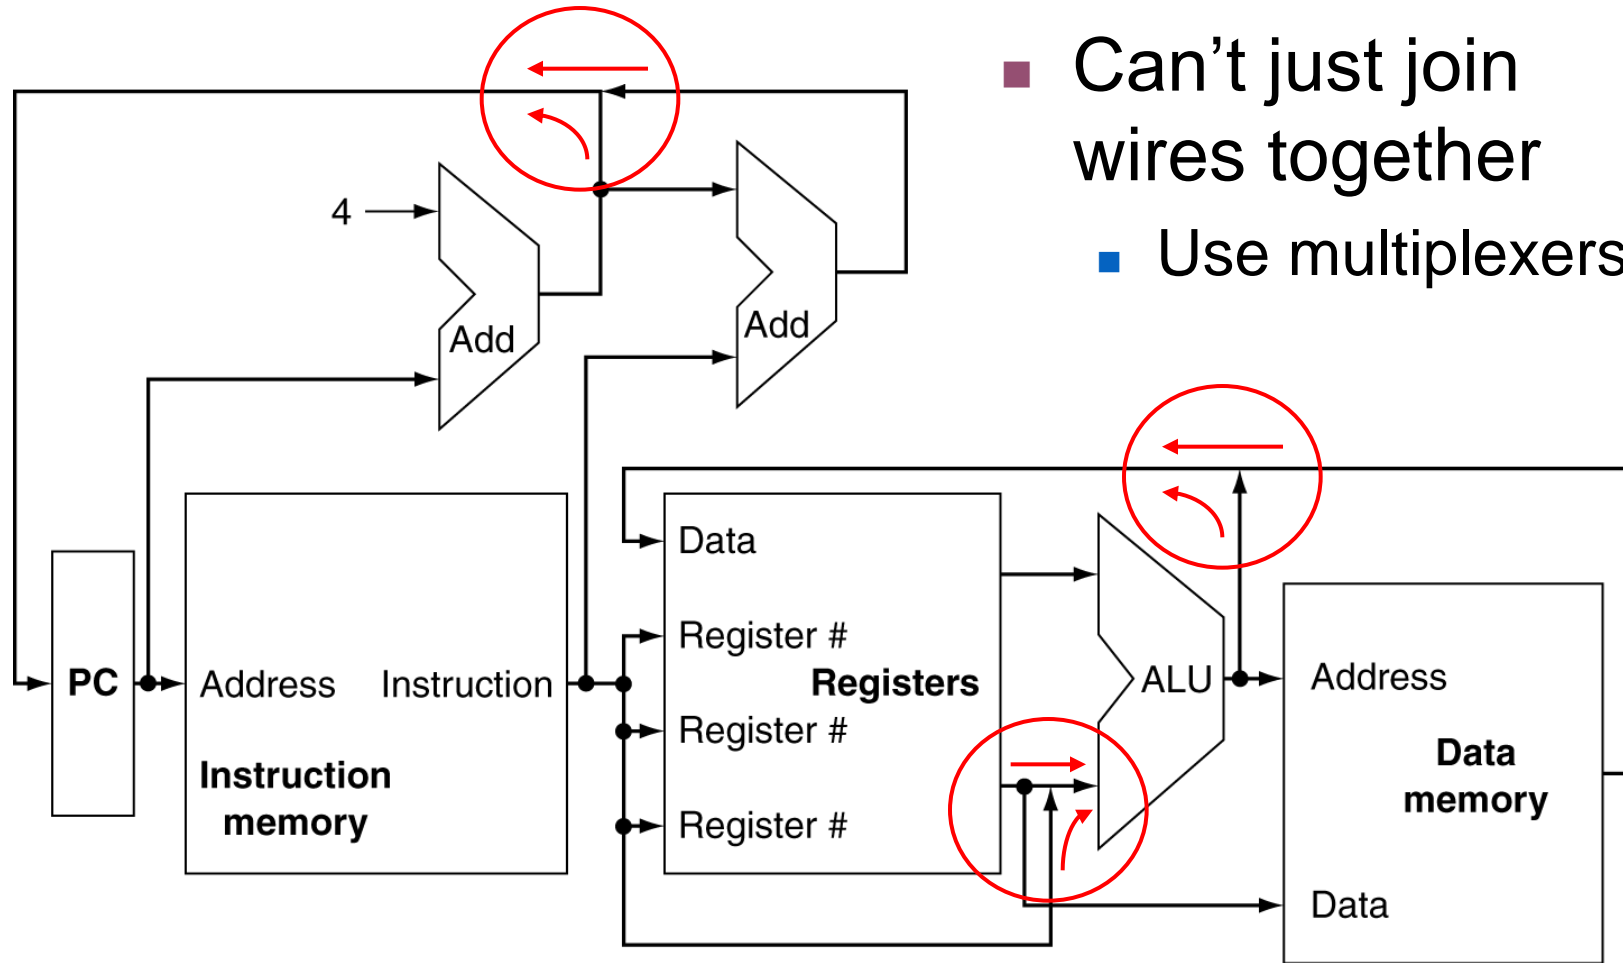 Can't just join
wires together
Use multiplexers
4
Add
Add
Data
Register #
Registers
Register #
Register #
PC
Address
Instruction
Instruction
memory
ALU
Address
Data
memory
Data